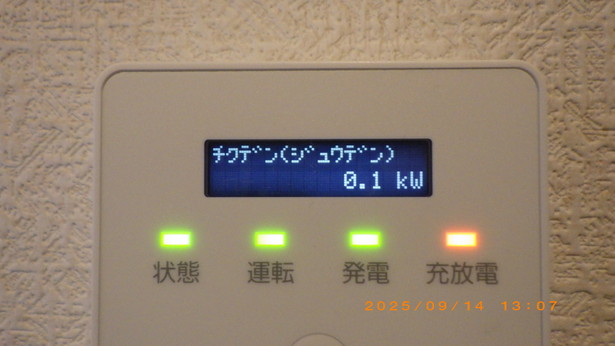 ﾁｸﾃﾞﾝ(ｼﾞｭｳﾃﾞﾝ)
0.1 kW
状態 運転 発電 充放電
2025/09/14 13:07